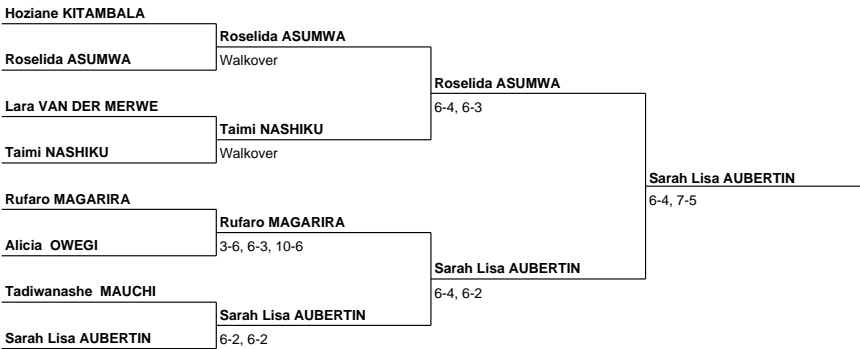 Hoziane KITAMBALA
Roselida ASUMWA
Roselida ASUMWA
Walkover
Roselida ASUMWA
Lara VAN DER MERWE
6-4, 6-3
Taimi NASHIKU
Taimi NASHIKU
Walkover
Sarah Lisa AUBERTIN
Rufaro MAGARIRA
6-4, 7-5
Rufaro MAGARIRA
Alicia OWEGI
3-6, 6-3, 10-6
Sarah Lisa AUBERTIN
Tadiwanashe MAUCHI
6-4, 6-2
Sarah Lisa AUBERTIN
Sarah Lisa AUBERTIN
6-2, 6-2